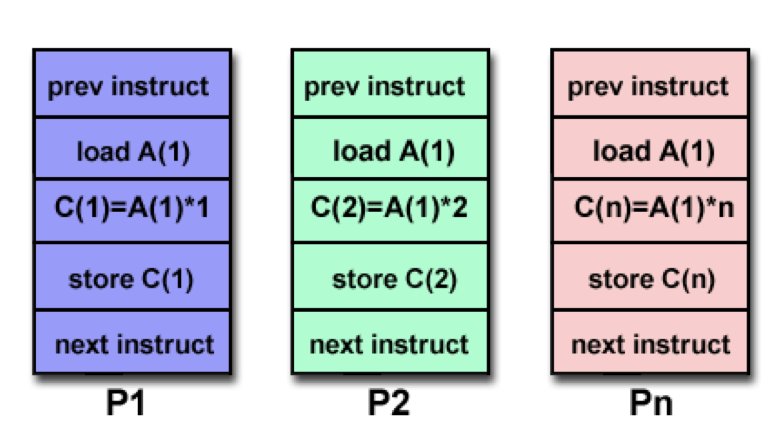 prev instruct
load A(1)
C(1)=A(1)*1
store C(1)
next instruct
P1
prev instruct
load A(1)
C(2)=A(1)*2
store C(2)
next instruct
P2
prev instruct
load A(1)
C(n)=A(1)*n
store C(n)
next instruct
Pn